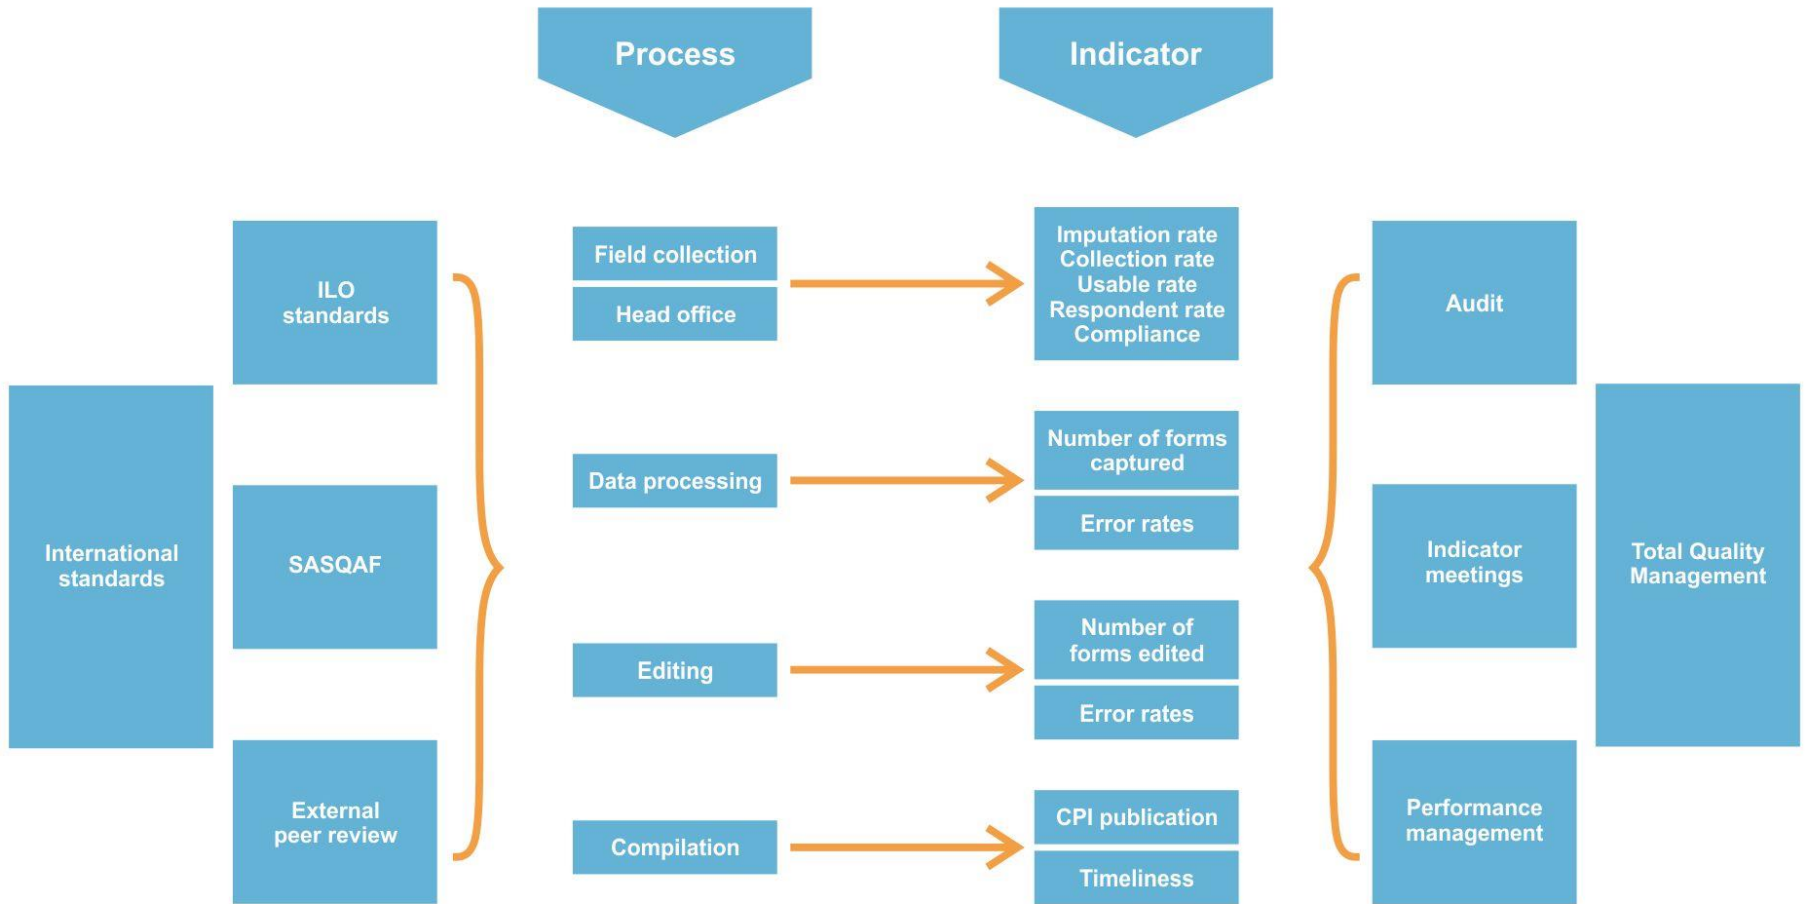 Process
Indicator
International
standards
ILO
standards
SASQAF
External
peer review
Field collection
Head office
Imputation rate
Collection rate
Usable rate
Respondent rate
Compliance
Data processing
Number of forms
captured
Error rates
Editing
Number of
forms edited
Error rates
Compilation
CPI publication
Timeliness
Audit
Indicator
meetings
Performance
management
Total Quality
Management